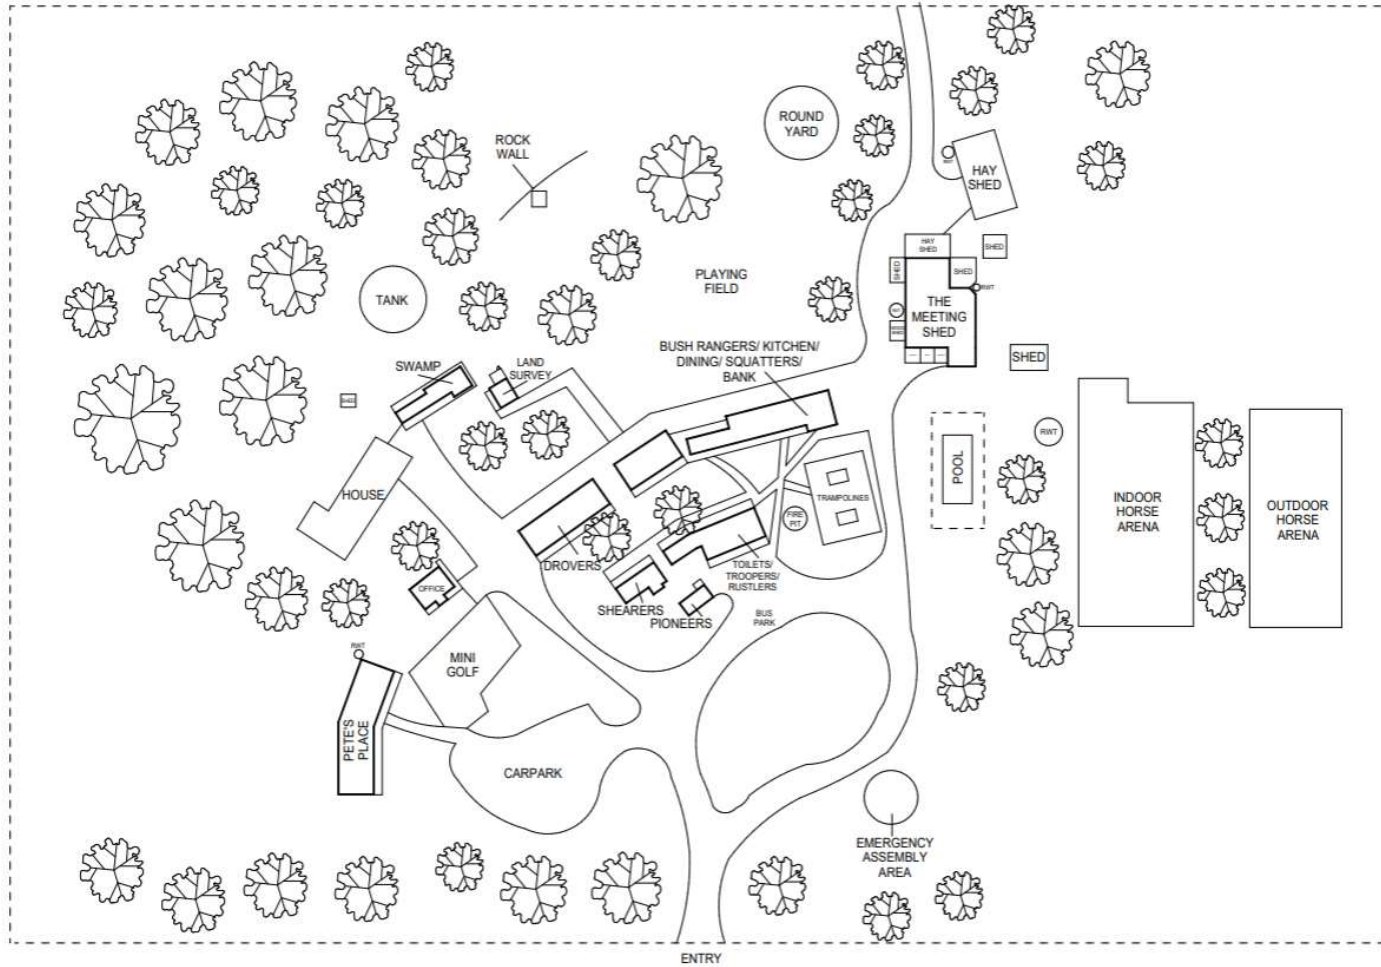 ROUND
YARD
ROCK
WALL
RWT
HAY
SHED
HAY
SHED
SHED
SHED
SHED
PLAYING
FIELD
TANK
RWT
THE
MEETING
SHED
BUSH RANGERS/ KITCHEN/
DINING/ SQUATTERS/
BANK
SWAMP
LAND
SURVEY
SHED
SHED
RWT
POOL
HOUSE
TRAMPOLINES
FIRE
PIT
INDOOR
HORSE
ARENA
OUTDOOR
HORSE
ARENA
DROVERS
TOILETS/
TROOPERS/
RUSTLERS
OFFICE
SHEARERS
PIONEERS
BUS
PARK
RWT
MINI
GOLF
PETE'S
PLACE
CARPARK
EMERGENCY
ASSEMBLY
AREA
ENTRY